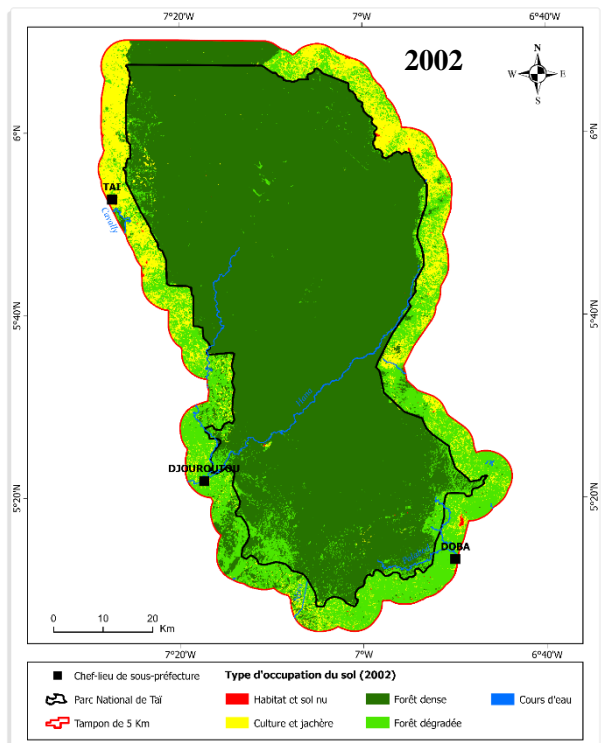 7°20'W 7°W 6°40'W
2002
N
W E
S
6°N 6°N
TAI
Cavally
5°40'N 5°40'N
DJOUROUTOU
5°20'N 5°20'N
DOBA
0 10 20
Km
7°20'W 7°W 6°40'W
Chef-lieu de sous-préfecture
Parc National de Taï
Tampon de 5 Km
Type d'occupation du sol (2002)
Habitat et sol nu
Forêt dense
Cours d'eau
Culture et jachère
Forêt dégradée